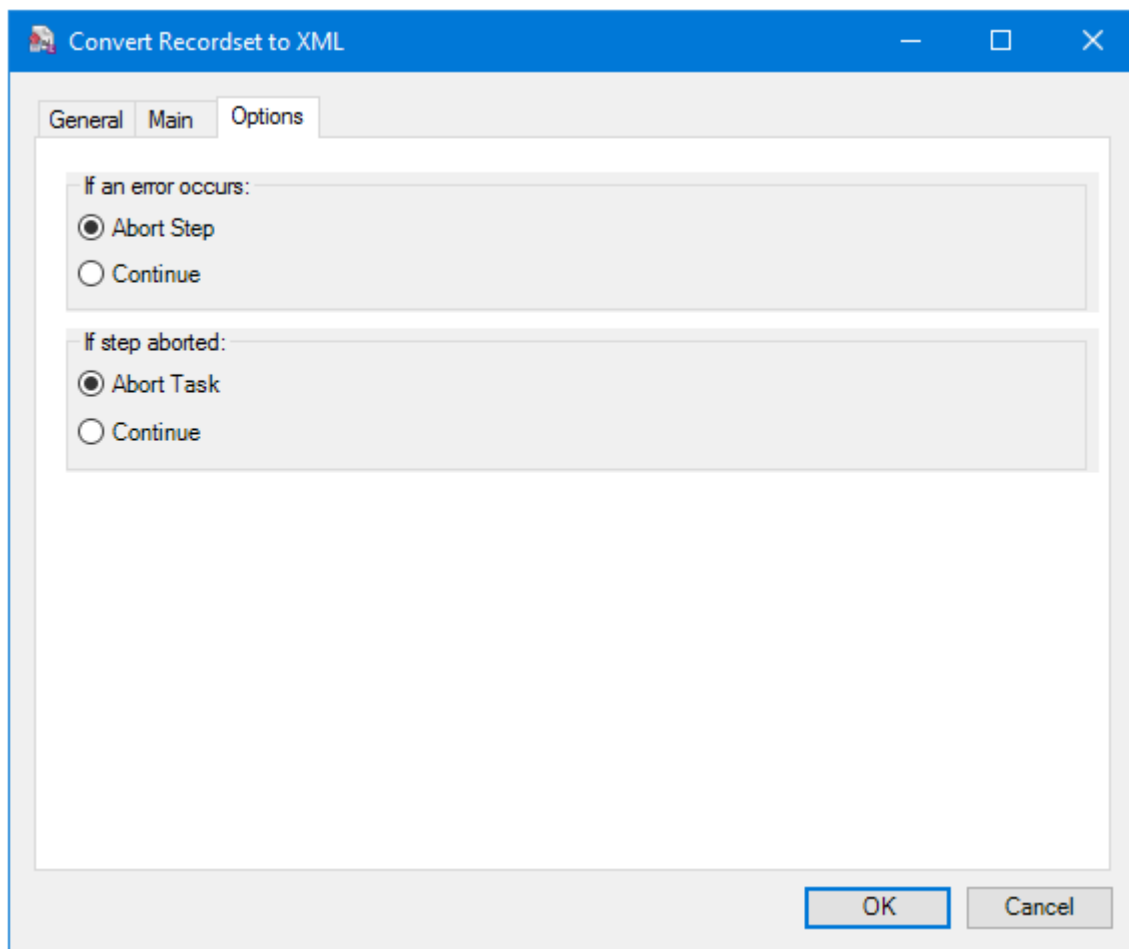 Convert Recordset to XML
General Main Options
If an error occurs:
Abort Step
Continue
If step aborted:
Abort Task
Continue
OK Cancel